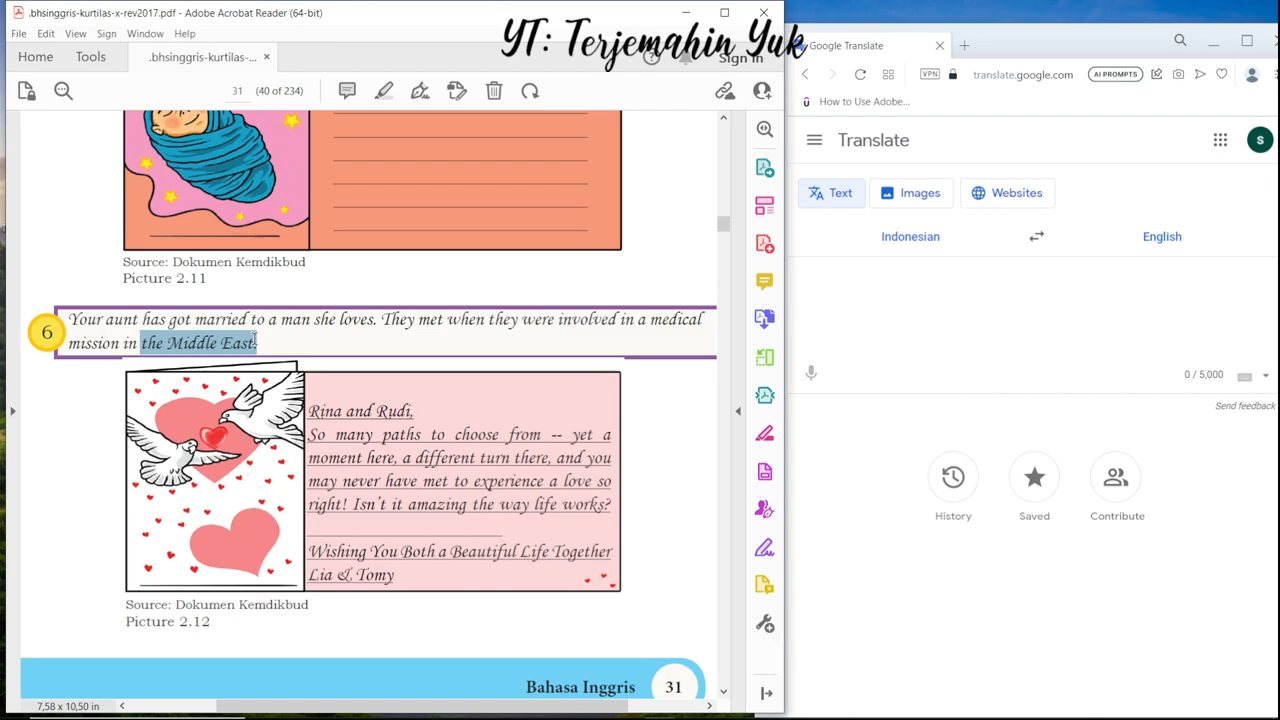 .bhsinggris-kurtilas-x-rev2017.pdf - Adobe Acrobat Reader (64-bit)
File Edit View Sign Window Help
YT: Terjemahin Yuk
Home Tools .bhsinggris-kurtilas-... × Sign In
31 (40 of 234)
Source: Dokumen Kemdikbud
Picture 2.11
6
Your aunt has got married to a man she loves. They met when they were involved in a medical
mission in the Middle East.
Rina and Rudi,
So many paths to choose from -- yet a
moment here, a different turn there, and you
may never have met to experience a love so
right! Isn't it amazing the way life works?
Wishing You Both a Beautiful Life Together
Lia & Tomy
Source: Dokumen Kemdikbud
Picture 2.12
Bahasa Inggris 31
7,58 x 10,50 in
Google Translate
VPN translate.google.com AI PROMPTS
How to Use Adobe...
Translate S
Text Images Websites
Indonesian English
0 / 5,000
Send feedback
History Saved Contribute